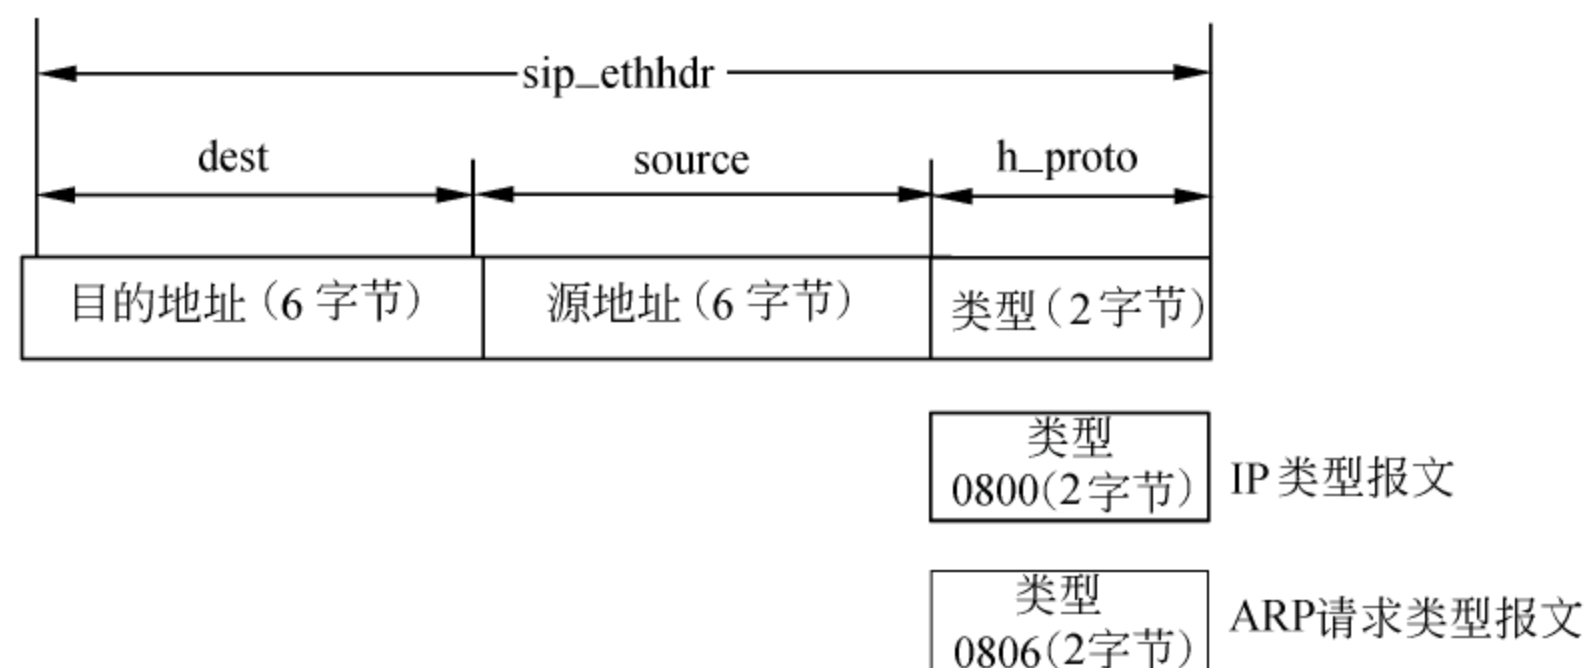 sip_ethhdr
dest source h_proto
目的地址(6 字节) 源地址(6 字节) 类型(2字节)
类型
0800(2字节) IP 类型报文
类型
0806(2字节) ARP请求类型报文